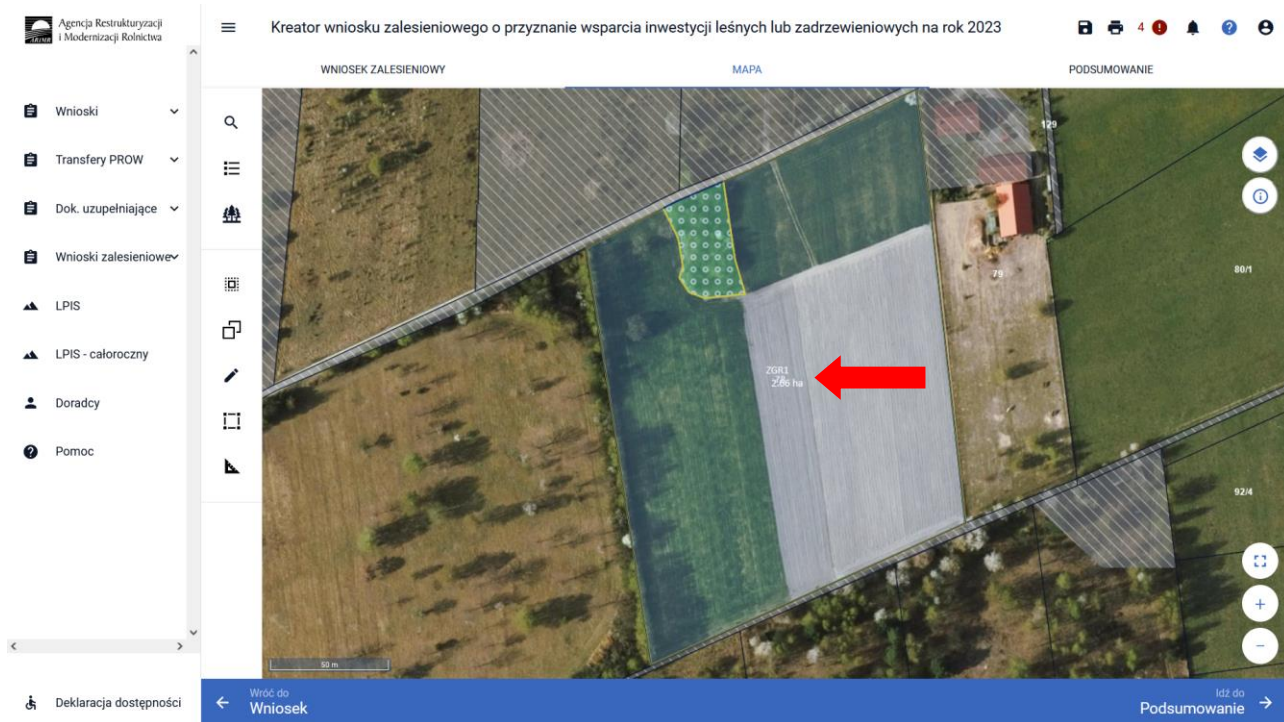 Agencja Restrukturyzacji
i Modernizacji Rolnictwa
Kreator wniosku zalesieniowego o przyznanie wsparcia inwestycji leśnych lub zadrzewieniowych na rok 2023
4
WNIOSEK ZALESIENIOWY
MAPA
PODSUMOWANIE
Wnioski
Transfery PROW
Dok. uzupełniające
Wnioski zalesieniowe
LPIS
LPIS - całoroczny
Doradcy
Pomoc
129
79
80/1
ZGR1
ha
92/4
50 m
Deklaracja dostępności
Wróć do
Wniosek
Idź do
Podsumowanie